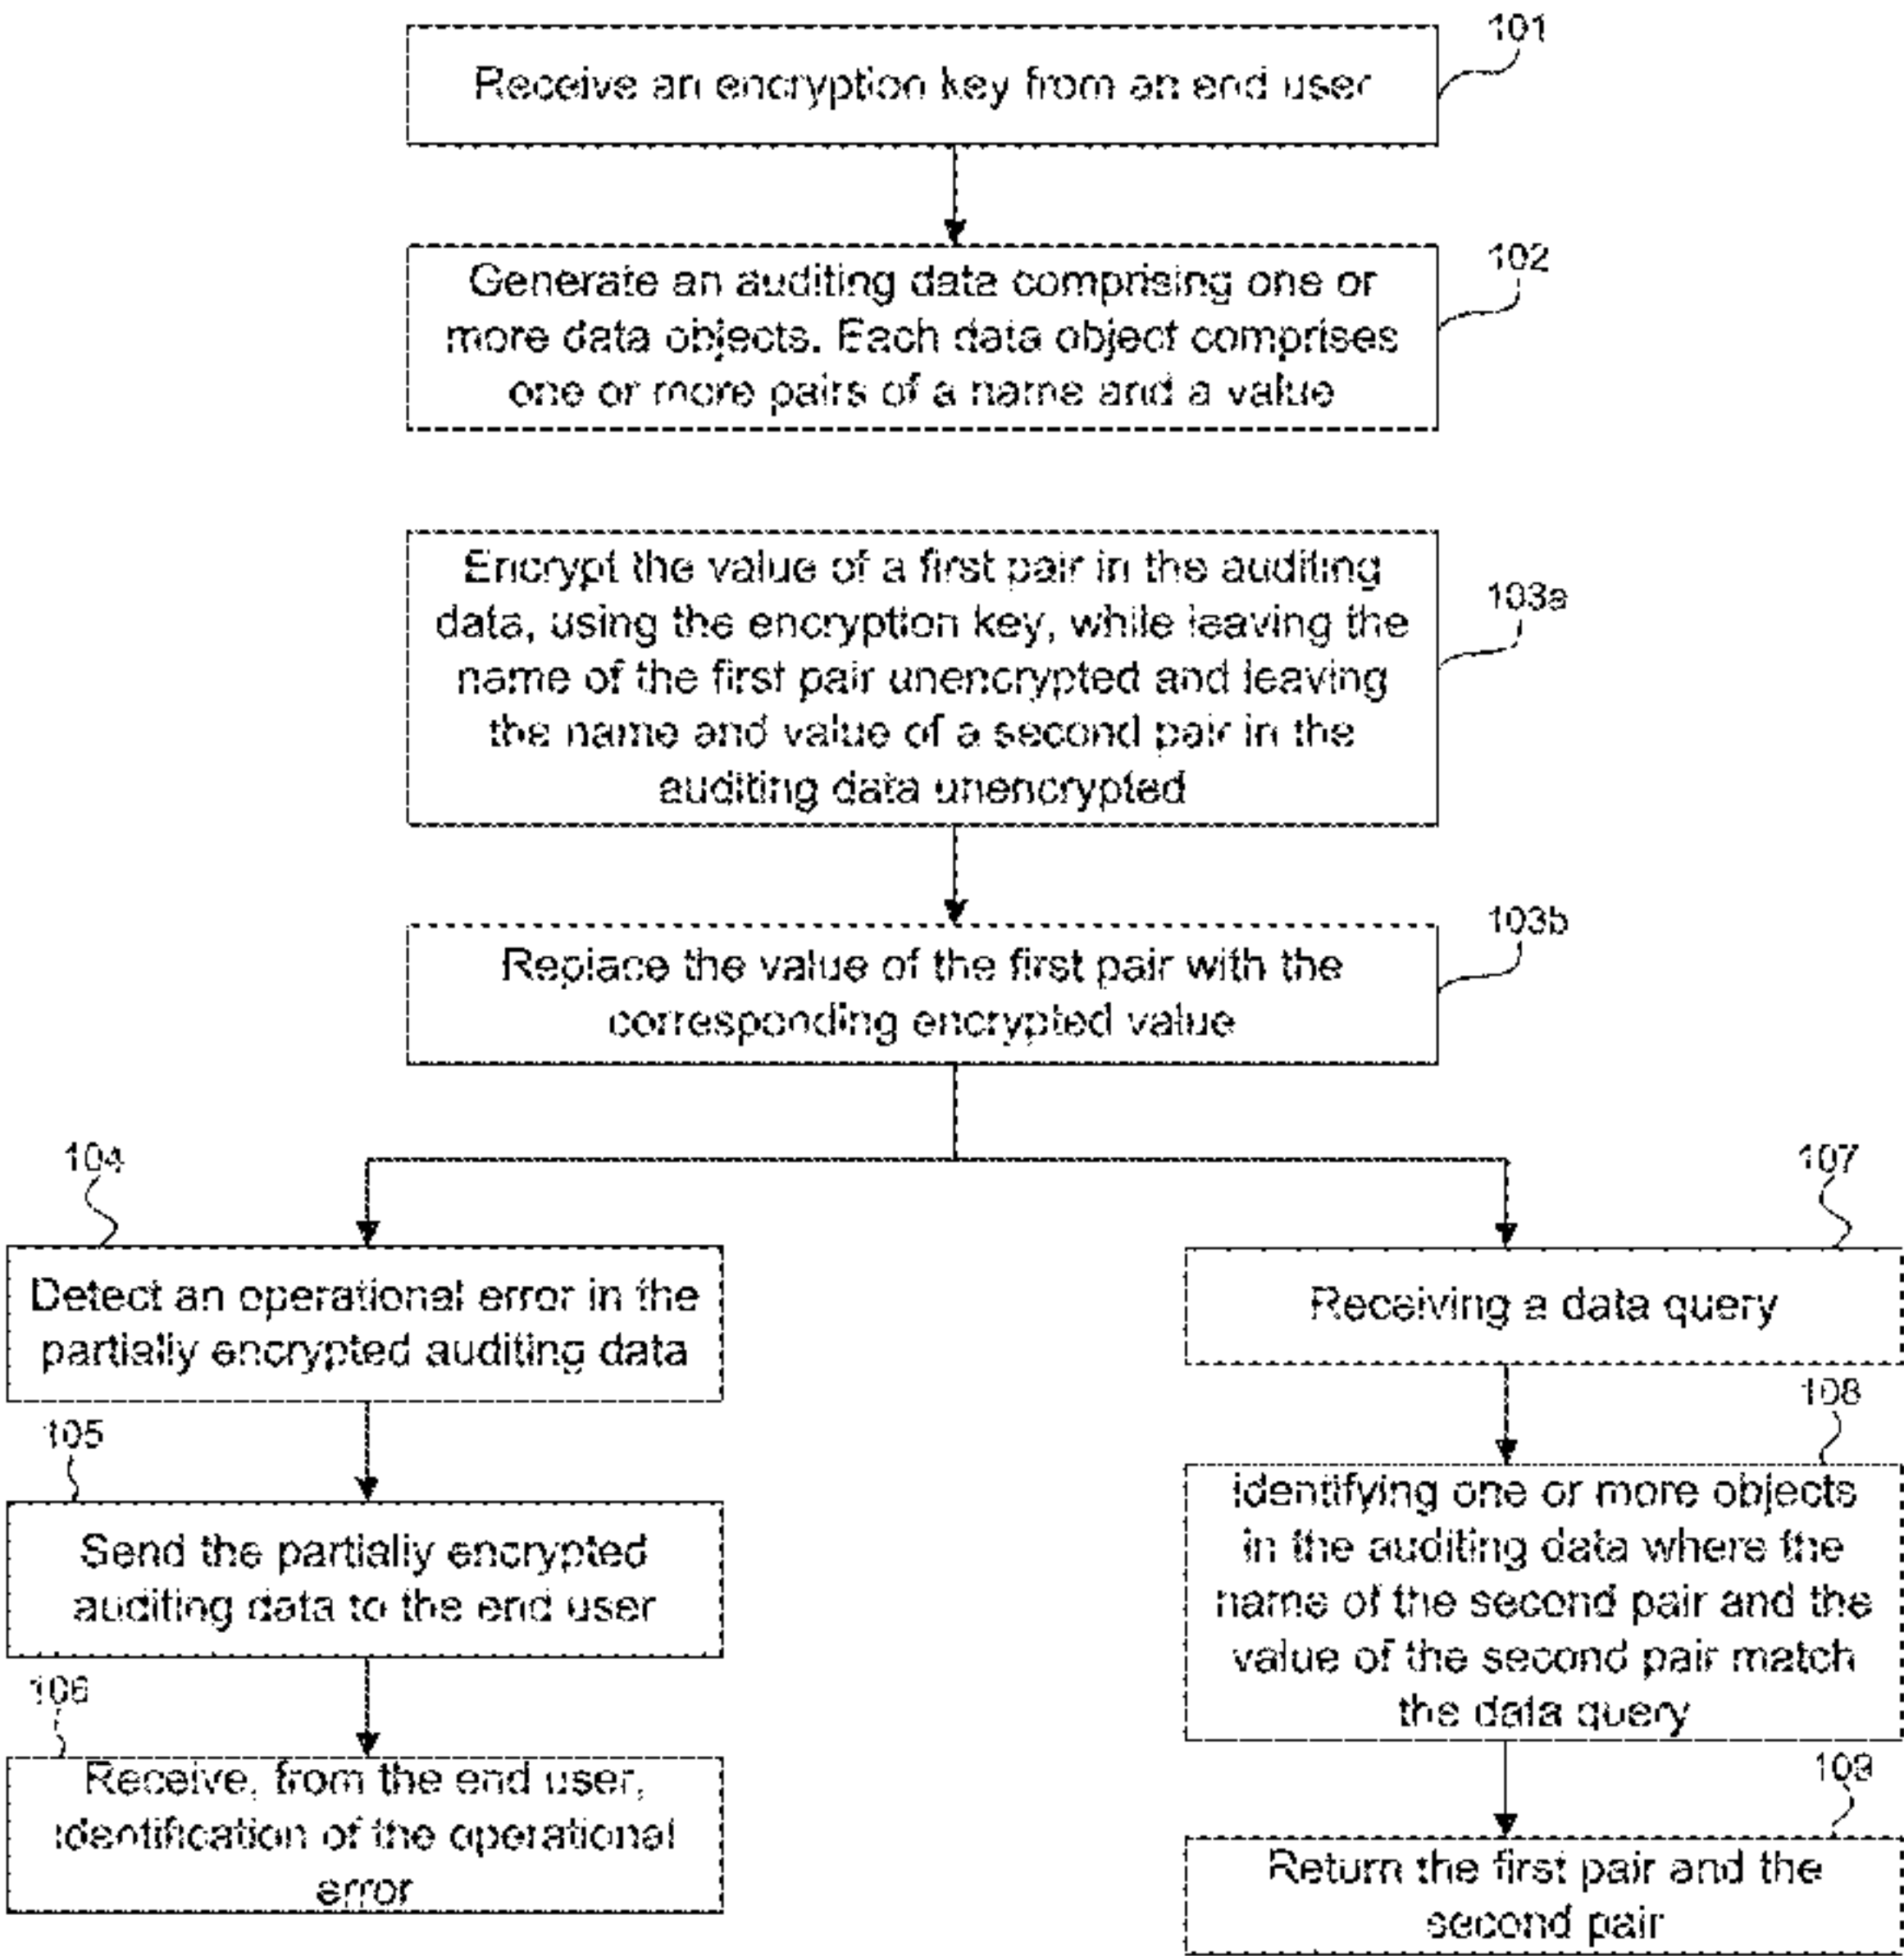 101
Receive an encryption key from an end user
102
Generate an auditing data comprising one or
more data objects. Each data object comprises
one or more pairs of a name and a value
103a
Encrypt the value of a first pair in the auditing
data, using the encryption key, while leaving the
name of the first pair unencrypted and leaving
the name and value of a second pair in the
auditing data unencrypted
103b
Replace the value of the first pair with the
corresponding encrypted value
104
Detect an operational error in the
partially encrypted auditing data
105
Send the partially encrypted
auditing data to the end user
106
Receive, from the end user,
identification of the operational
error
107
Receiving a data query
108
Identifying one or more objects
in the auditing data where the
name of the second pair and the
value of the second pair match
the data query
109
Return the first pair and the
second pair